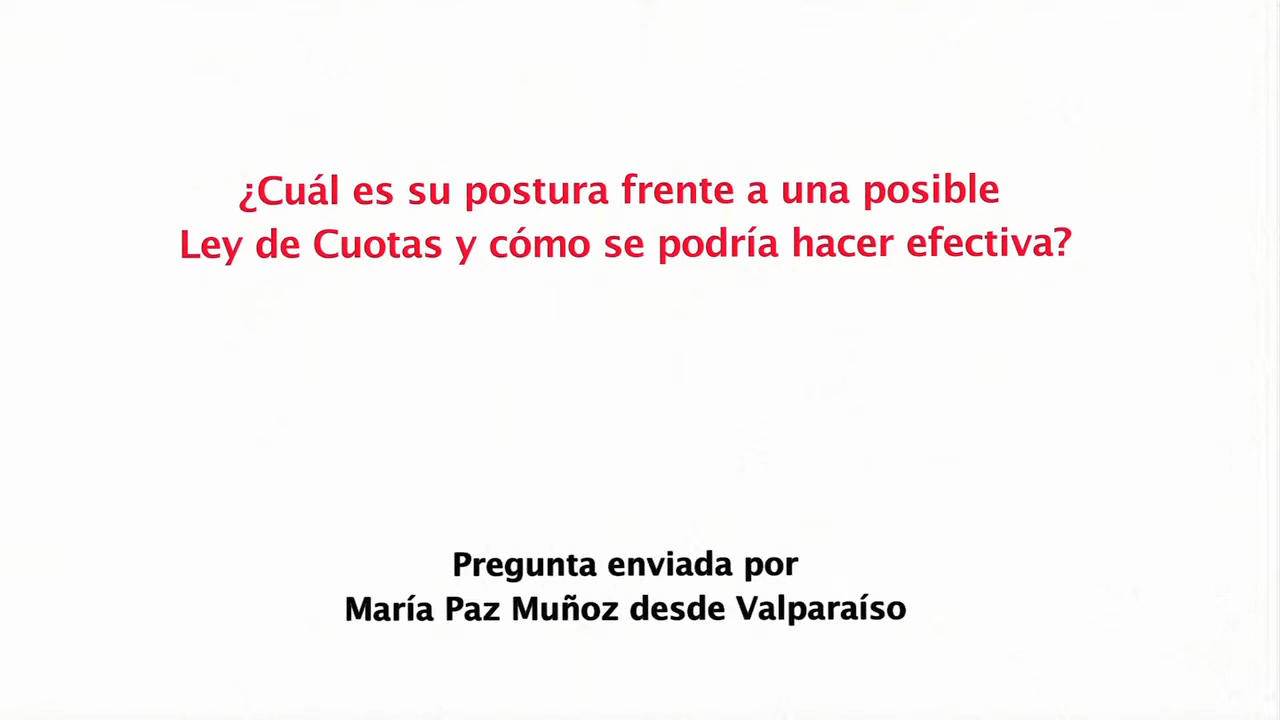 ¿Cuál es su postura frente a una posible
Ley de Cuotas y cómo se podría hacer efectiva?
Pregunta enviada por
María Paz Muñoz desde Valparaíso